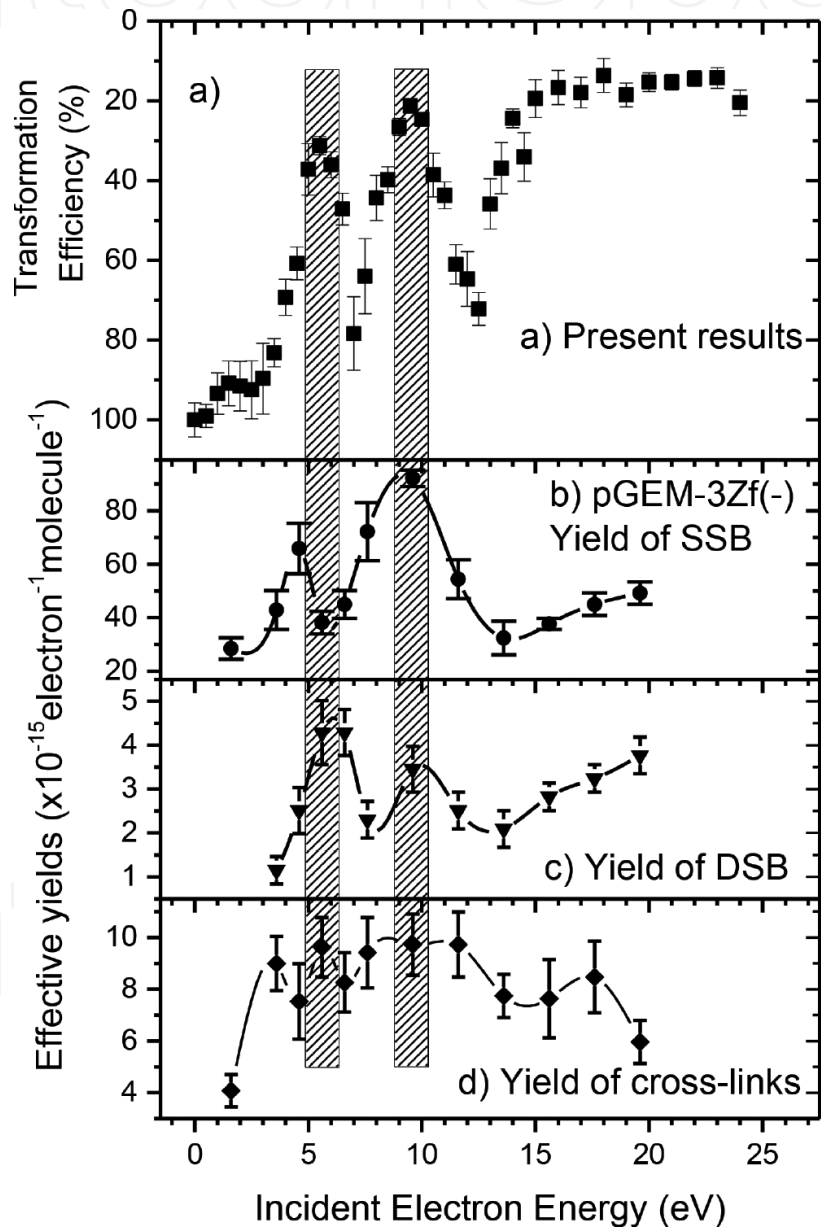 0
20
40
60
80
100
Transformation
Efficiency (%)
a)
a) Present results
80
60
40
20
b) pGEM-3Zf(-)
Yield of SSB
5
4
3
2
1
c) Yield of DSB
10
8
6
4
d) Yield of cross-links
Effective yields (x10⁻¹⁵electron⁻¹molecule⁻¹)
0 5 10 15 20 25
Incident Electron Energy (eV)